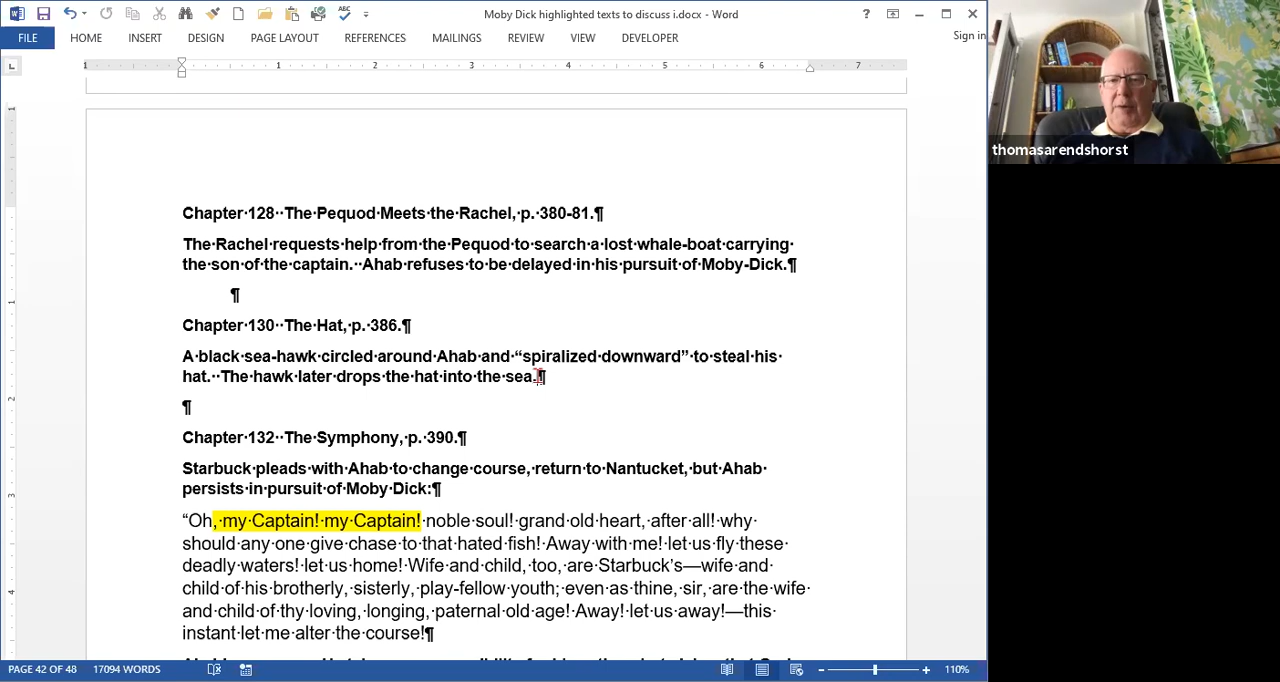 Moby Dick highlighted texts to discuss i.docx - Word
FILE HOME INSERT DESIGN PAGE LAYOUT REFERENCES MAILINGS REVIEW VIEW DEVELOPER Sign in
1 1 2 3 4 5 6 7
thomasarendshorst
Chapter·128··The·Pequod·Meets·the·Rachel,·p.·380-81.¶
The·Rachel·requests·help·from·the·Pequod·to·search·a·lost·whale-boat·carrying·
the·son·of·the·captain.··Ahab·refuses·to·be·delayed·in·his·pursuit·of·Moby-Dick.¶
¶
Chapter·130··The·Hat,·p.·386.¶
A·black·sea-hawk·circled·around·Ahab·and·“spiralized·downward”·to·steal·his·
hat.··The·hawk·later·drops·the·hat·into·the·sea.¶
¶
Chapter·132··The·Symphony,·p.·390.¶
Starbuck·pleads·with·Ahab·to·change·course,·return·to·Nantucket,·but·Ahab·
persists·in·pursuit·of·Moby·Dick:¶
“Oh,·my·Captain!·my·Captain!·noble·soul!·grand·old·heart,·after·all!·why·
should·any·one·give·chase·to·that·hated·fish!·Away·with·me!·let·us·fly·these·
deadly·waters!·let·us·home!·Wife·and·child,·too,·are·Starbuck’s—wife·and·
child·of·his·brotherly,·sisterly,·play-fellow·youth;·even·as·thine,·sir,·are·the·wife·
and·child·of·thy·loving,·longing,·paternal·old·age!·Away!·let·us·away!—this·
instant·let·me·alter·the·course!¶
PAGE 42 OF 48 17094 WORDS 110%